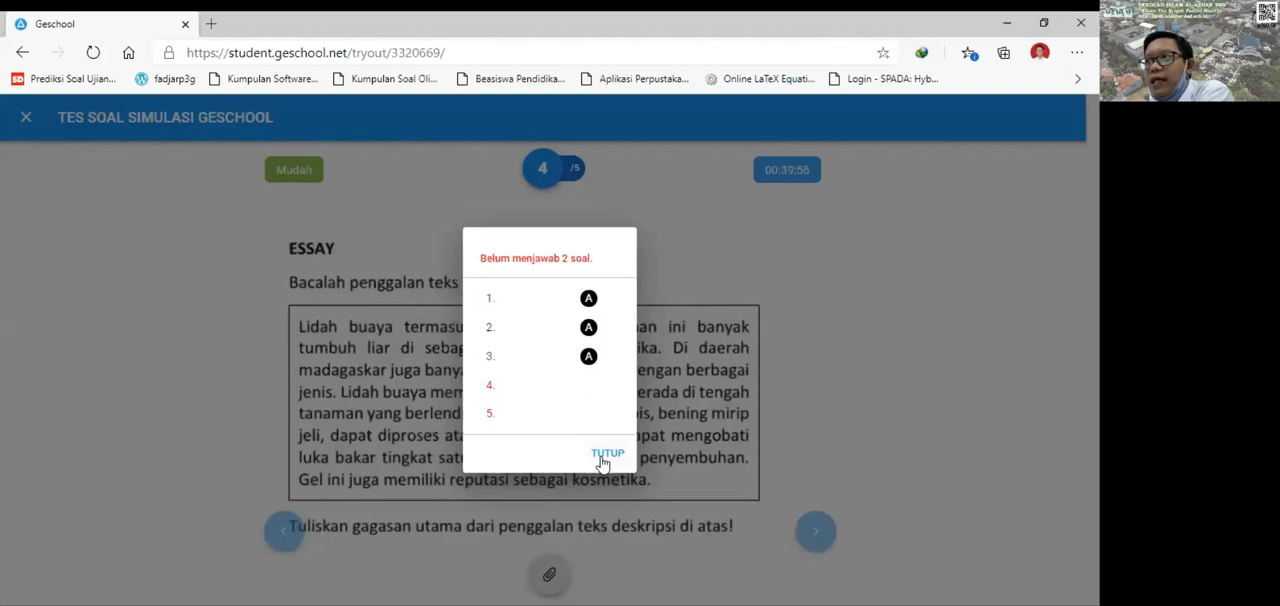 Geschool
https://student.geschool.net/tryout/3320669/
Prediksi Soal Ujian...
fadjarp3g
Kumpulan Software...
Kumpulan Soal Oli...
Beasiswa Pendidika...
Aplikasi Perpustaka...
Online LaTeX Equati...
Login - SPADA: Hyb...
TES SOAL SIMULASI GESCHOOL
Mudah
4
/5
00:39:56
ESSAY
Bacalah penggalan teks
Lidah buaya termasu an ini banyak
tumbuh liar di sebag ika. Di daerah
madagaskar juga bany engan berbagai
jenis. Lidah buaya mem erada di tengah
tanaman yang berlend is, bening mirip
jeli, dapat diproses ata pat mengobati
luka bakar tingkat satu penyembuhan.
Gel ini juga memiliki reputasi sebagai kosmetika.
Tuliskan gagasan utama dari penggalan teks deskripsi di atas!
Belum menjawab 2 soal.
1. A
2. A
3. A
4.
5.
TUTUP